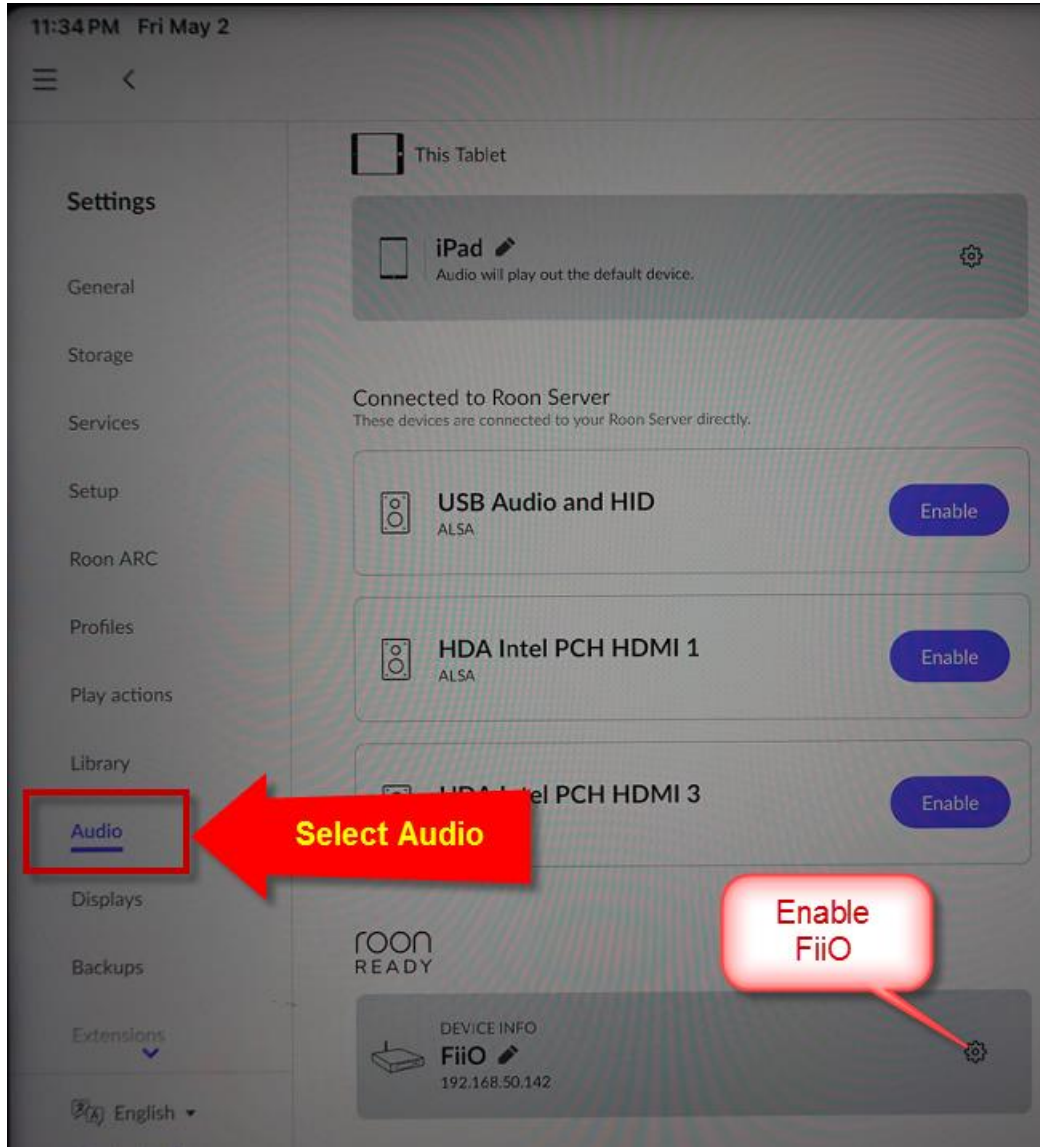 11:34 PM Fri May 2
This Tablet
Settings
iPad
Audio will play out the default device.
General
Storage
Connected to Roon Server
These devices are connected to your Roon Server directly.
Services
Setup
USB Audio and HID
ALSA
Enable
Roon ARC
Profiles
HDA Intel PCH HDMI 1
ALSA
Enable
Play actions
Library
el PCH HDMI 3
Enable
Audio
Select Audio
Displays
Enable
FiiO
Backups
roon
READY
Extensions
DEVICE INFO
FiiO
192.168.50.142
English